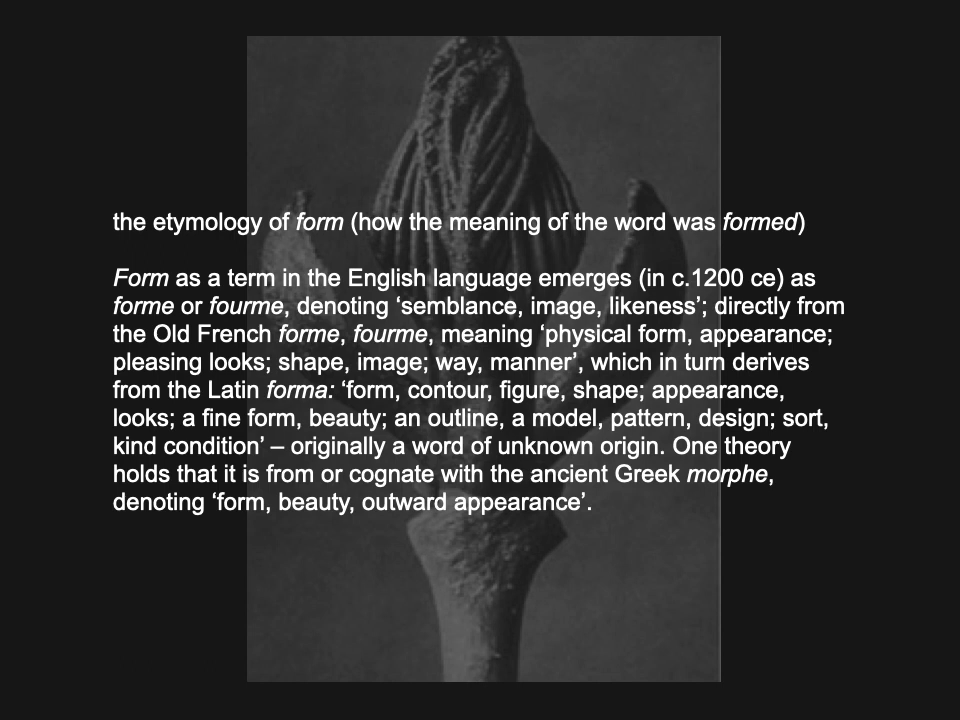 the etymology of form (how the meaning of the word was formed)
Form as a term in the English language emerges (in c.1200 ce) as
forme or fourme, denoting ‘semblance, image, likeness’; directly from
the Old French forme, fourme, meaning ‘physical form, appearance;
pleasing looks; shape, image; way, manner’, which in turn derives
from the Latin forma: ‘form, contour, figure, shape; appearance,
looks; a fine form, beauty; an outline, a model, pattern, design; sort,
kind condition’ – originally a word of unknown origin. One theory
holds that it is from or cognate with the ancient Greek morphe,
denoting ‘form, beauty, outward appearance’.